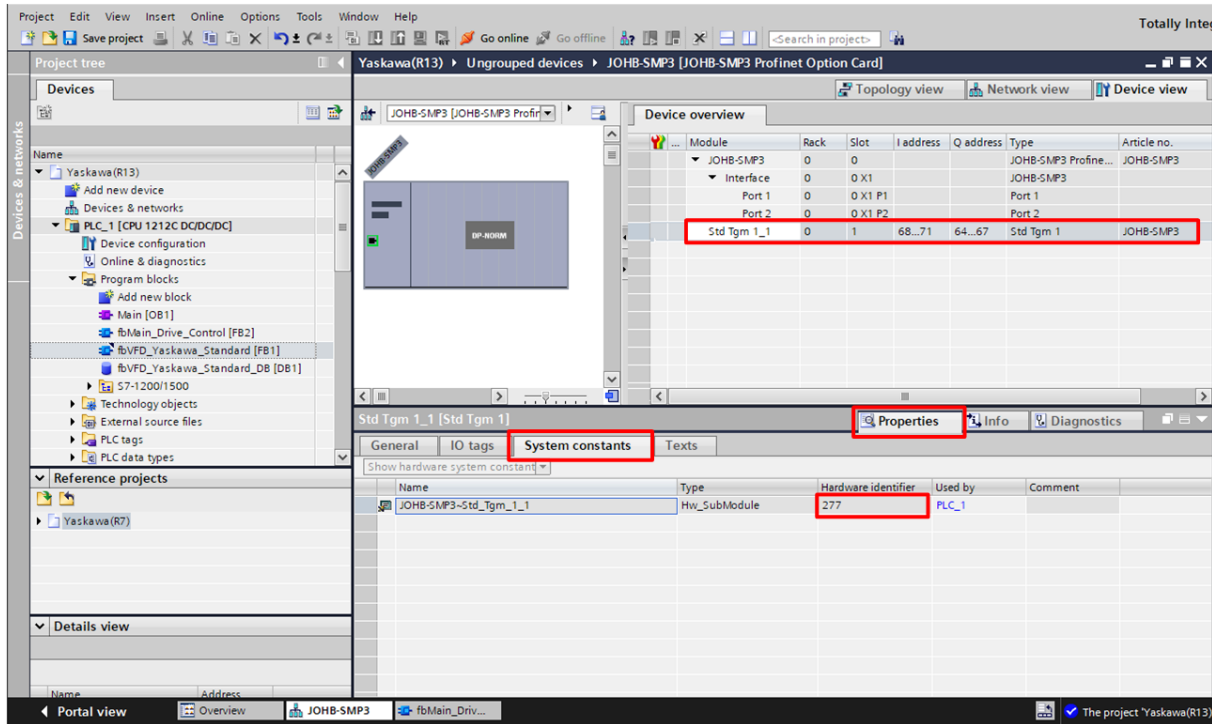 Project Edit View Insert Online Options Tools Window Help
Totally Integ
Save project Go online Go offline <Search in project>
Project tree
Yaskawa(R13) Ungrouped devices JOHB-SMP3 [JOHB-SMP3 Profinet Option Card]
Devices
Topology view Network view Device view
JOHB-SMP3 [JOHB-SMP3 Profin
Device overview
Devices & networks
Name
Yaskawa(R13)
Add new device
Devices & networks
PLC_1 [CPU 1212C DC/DC/DC]
Device configuration
Online & diagnostics
Program blocks
Add new block
Main [OB1]
fbMain_Drive_Control [FB2]
fbVFD_Yaskawa_Standard [FB1]
fbVFD_Yaskawa_Standard_DB [DB1]
S7-1200/1500
Technology objects
External source files
PLC tags
PLC data types
JOHB-SMP3
DP-NORM
... Module Rack Slot I address Q address Type Article no.
JOHB-SMP3 0 0 JOHB-SMP3 Profine... JOHB-SMP3
Interface 0 0 X1 JOHB-SMP3
Port 1 0 0 X1 P1 Port 1
Port 2 0 0 X1 P2 Port 2
Std Tgm 1_1 0 1 68...71 64...67 Std Tgm 1 JOHB-SMP3
Std Tgm 1_1 [Std Tgm 1]
Properties Info Diagnostics
General IO tags System constants Texts
Show hardware system constant
Name Type Hardware identifier Used by Comment
JOHB-SMP3~Std_Tgm_1_1 Hw_SubModule 277 PLC_1
Reference projects
Yaskawa(R7)
Details view
Name Address
Portal view Overview JOHB-SMP3 fbMain_Driv...
The project "Yaskawa(R13)